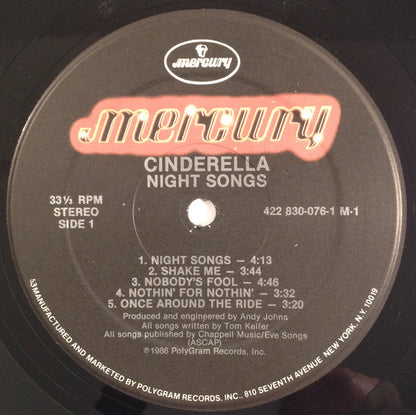 mercury
mercury
CINDERELLA
NIGHT SONGS
33⅓ RPM
STEREO
SIDE 1
422 830-076-1 M-1
1. NIGHT SONGS – 4:13
2. SHAKE ME – 3:44
3. NOBODY'S FOOL – 4:46
4. NOTHIN' FOR NOTHIN' – 3:32
5. ONCE AROUND THE RIDE – 3:20
Produced and engineered by Andy Johns
All songs written by Tom Keifer
All songs published by Chappell Music/Eve Songs
(ASCAP)
℗1986 PolyGram Records, Inc.
MANUFACTURED AND MARKETED BY POLYGRAM RECORDS, INC., 810 SEVENTH AVENUE, NEW YORK, N.Y. 10019